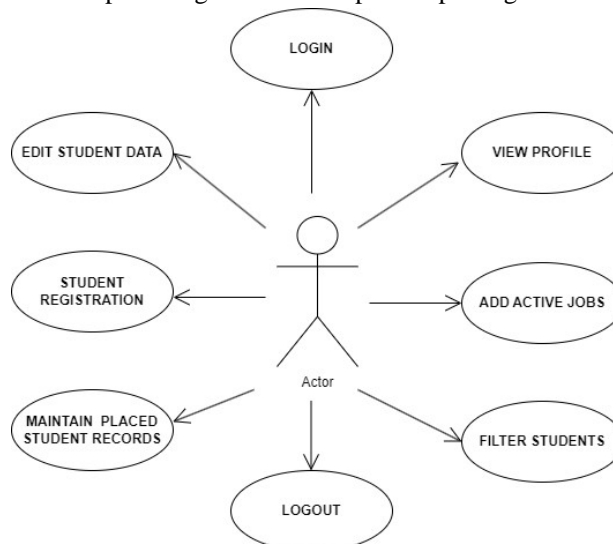 LOGIN
EDIT STUDENT DATA
VIEW PROFILE
STUDENT
REGISTRATION
ADD ACTIVE JOBS
Actor
MAINTAIN PLACED
STUDENT RECORDS
FILTER STUDENTS
LOGOUT